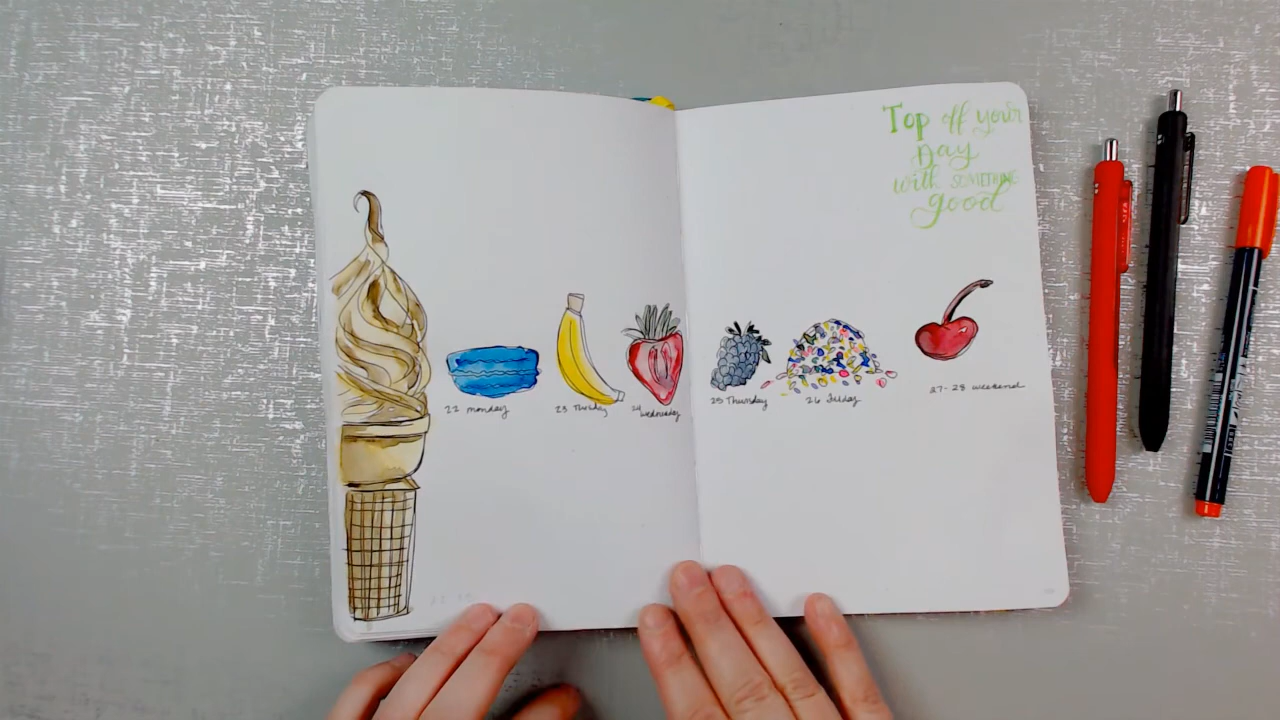 Top off your
Day
with SOMETHING
good
22 monday
23 Tuesday
24
wednesday
25 Thursday
26 friday
27-28 weekend